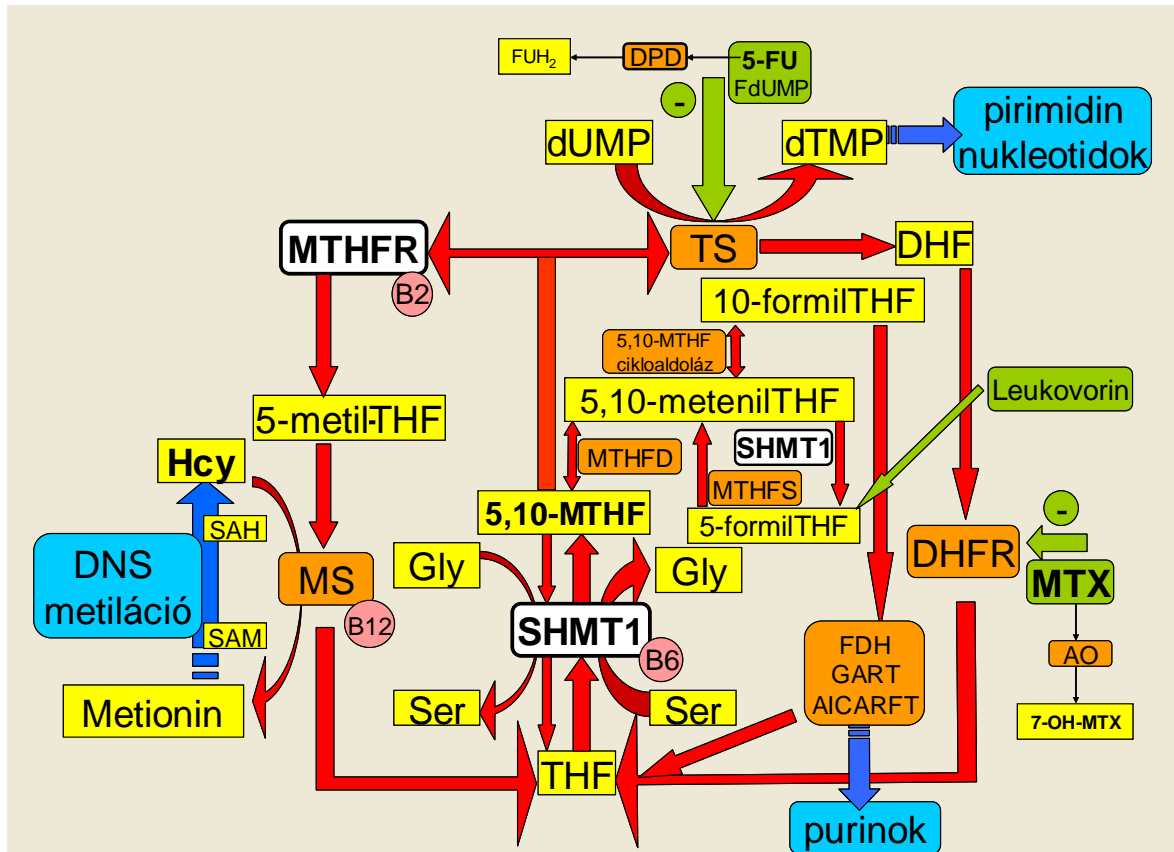 FUH₂
DPD
5-FU
FdUMP
-
dUMP
dTMP
pirimidin
nukleotidok
MTHFR
B2
TS
DHF
10-formilTHF
5,10-MTHF
cikloaldoláz
5,10-metenilTHF
Leukovorin
5-metil-THF
MTHFD
SHMT1
MTHFS
Hcy
5,10-MTHF
5-formilTHF
-
SAH
DNS
metiláció
MS
B12
Gly
Gly
DHFR
MTX
SHMT1
B6
SAM
FDH
GART
AICARFT
AO
Metionin
Ser
Ser
7-OH-MTX
THF
purinok